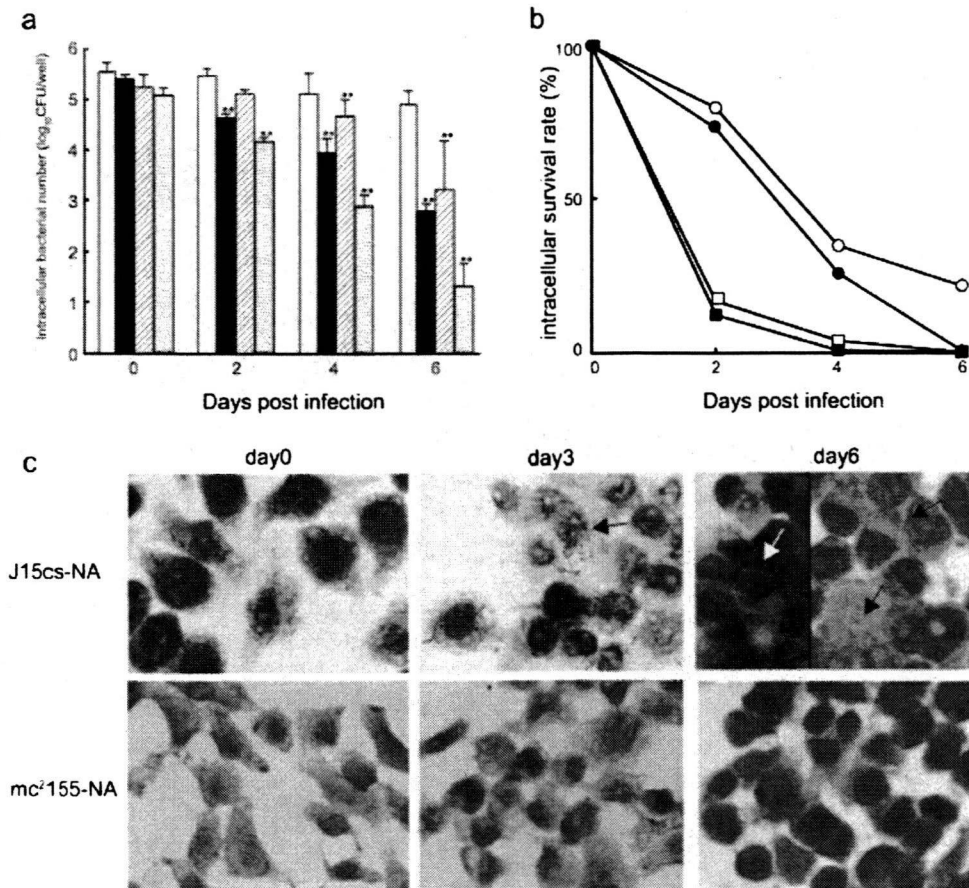 a
Intracellular bacterial number (log₁₀CFU/well)
6
5
4
3
2
1
0
** ** ** ** ** ** ** **
0 2 4 6
Days post infection
b
intracellular survival rate (%)
100
50
0
0 2 4 6
Days post infection
c
day0 day3 day6
J15cs-NA
mc²155-NA